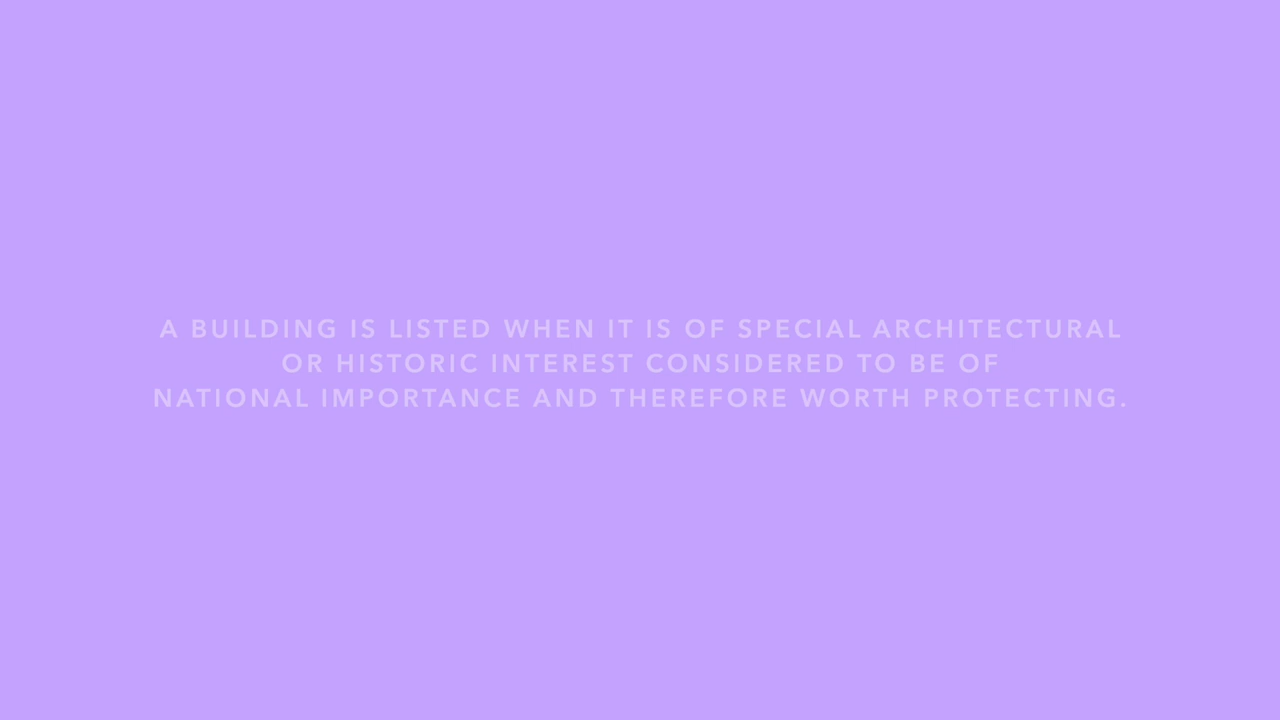 A BUILDING IS LISTED WHEN IT IS OF SPECIAL ARCHITECTURAL
OR HISTORIC INTEREST CONSIDERED TO BE OF
NATIONAL IMPORTANCE AND THEREFORE WORTH PROTECTING.